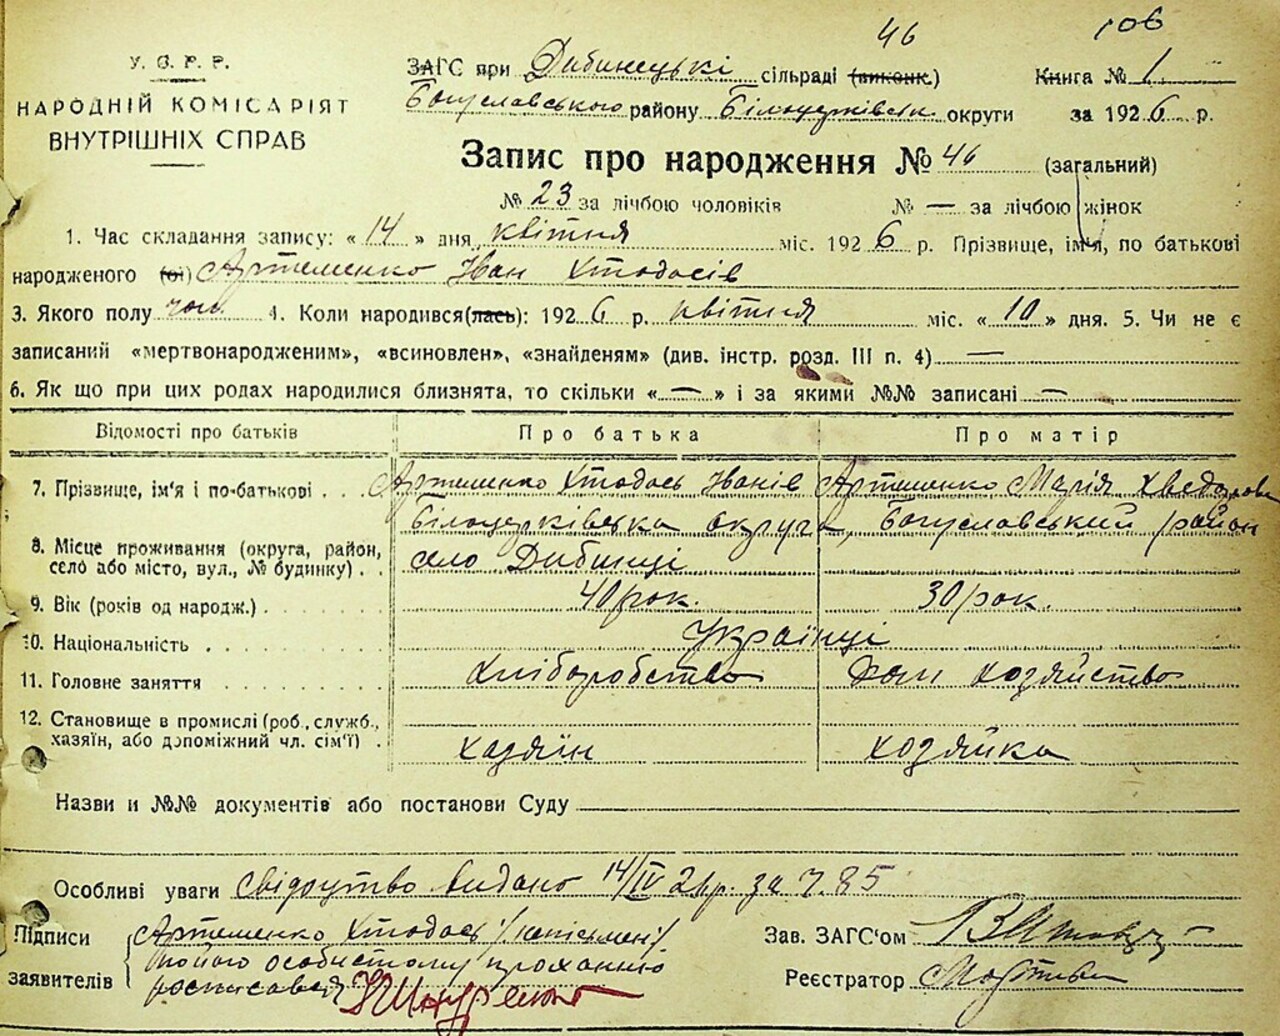 46 106
У. С. Р. Р.
НАРОДНІЙ КОМІСАРІЯТ
ВНУТРІШНІХ СПРАВ
ЗАГС при Дибинецькі сільраді (виконк.) Книга № 1
Богуславського району Білоцерківськ. округи за 1926 р.
Запис про народження № 46 (загальний)
№ 23 за лічбою чоловіків № — за лічбою жінок
1. Час складання запису: « 14 » дня квітня міс. 1926 р. Прізвище, ім'я, по батькові
народженого (ої) Артеменко Іван Хтодосів
3. Якого полу чол. 4. Коли народився(лась): 1926 р. квітня міс. « 10 » дня. 5. Чи не є
записаний «мертвонародженим», «всиновлен», «знайденям» (див. інстр. розд. III п. 4) —
6. Як що при цих родах народилися близнята, то скільки « — » і за якими №№ записані —
Відомості про батьків Про батька Про матір
7. Прізвище, ім'я і по-батькові . . . Артеменко Хтодось Іванів Артеменко Марія Хведорова
Білоцерківська округа, Богуславський район
8. Місце проживання (округа, район,
село або місто, вул., № будинку) . . село Дибинці
9. Вік (років од народж.) 40 рок. 30 рок.
10. Національність Українці
11. Головне заняття Хліборобство Дом хозяйство
12. Становище в промислі (роб., служб.,
хазяїн, або допоміжний чл. сім'ї) . хазяїн хозяйка
Назви и №№ документів або постанови Суду
Особливі уваги свідоцтво видано 14/IV 26 р. за ч. 85
Підписи
заявителів
Артеменко Хтодось /непісьмен/
його особистому проханню
росписавсь
Зав. ЗАГС'ом
Реєстратор